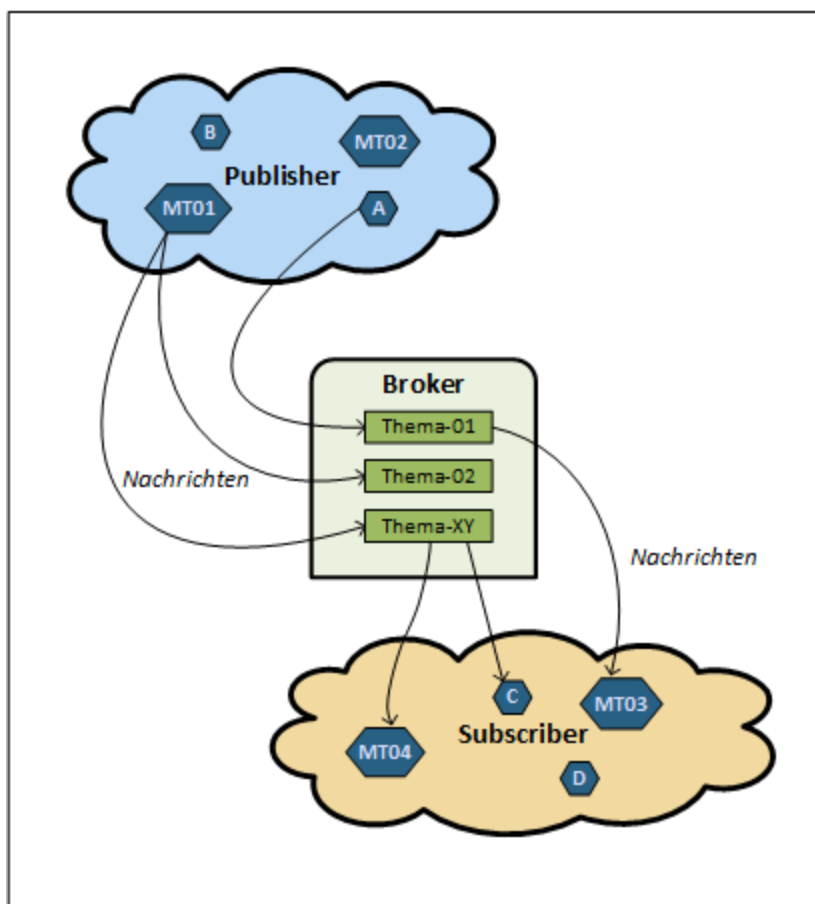 B
MT02
Publisher
MT01
A
Broker
Thema-01
Nachrichten
Thema-02
Thema-XY
Nachrichten
C
MT03
Subscriber
MT04
D